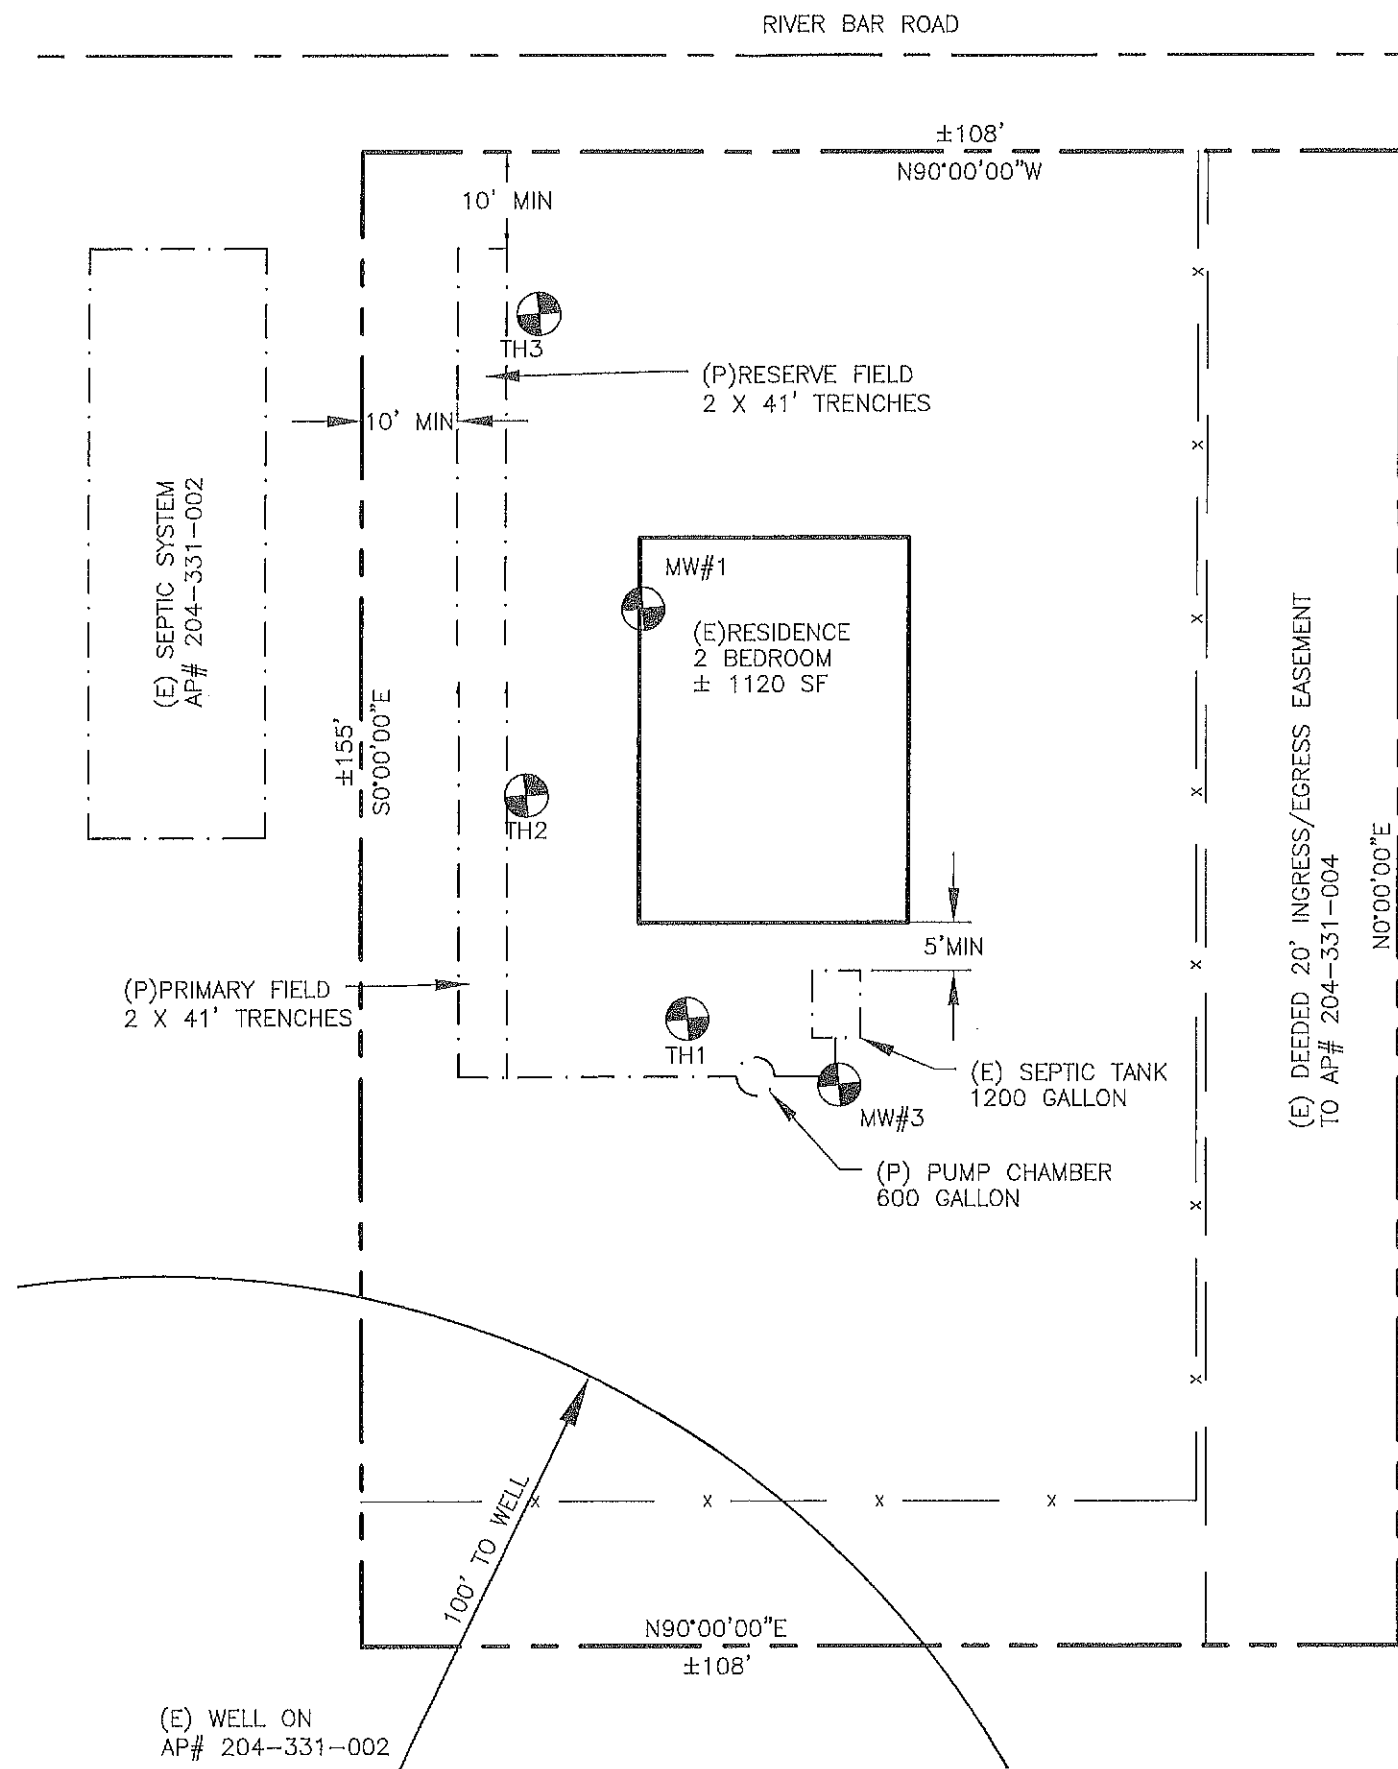 RIVER BAR ROAD
±108'
N90°00'00"W
10' MIN
TH3
(P)RESERVE FIELD
2 X 41' TRENCHES
10' MIN
(E) SEPTIC SYSTEM
AP# 204-331-002
MW#1
(E)RESIDENCE
2 BEDROOM
± 1120 SF
±155'
S0°00'00"E
TH2
(E) DEEDED 20' INGRESS/EGRESS EASEMENT
TO AP# 204-331-004
N0°00'00"E
5'MIN
(P)PRIMARY FIELD
2 X 41' TRENCHES
TH1
(E) SEPTIC TANK
1200 GALLON
MW#3
(P) PUMP CHAMBER
600 GALLON
X
X
X
X
X
X
X
X
X
X
X
100' TO WELL
N90°00'00"E
±108'
(E) WELL ON
AP# 204-331-002